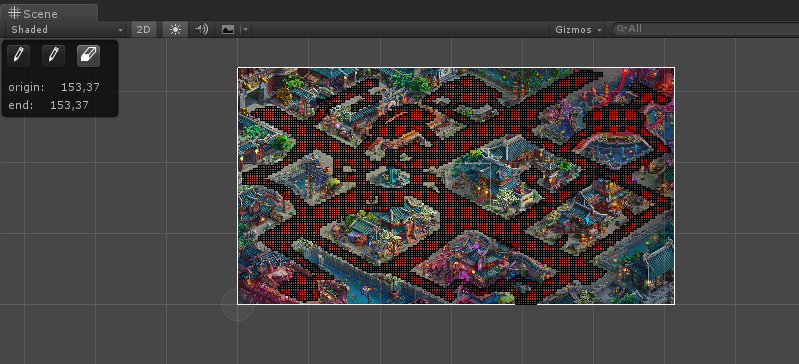 Scene
Shaded 2D Gizmos All
origin: 153,37
end: 153,37